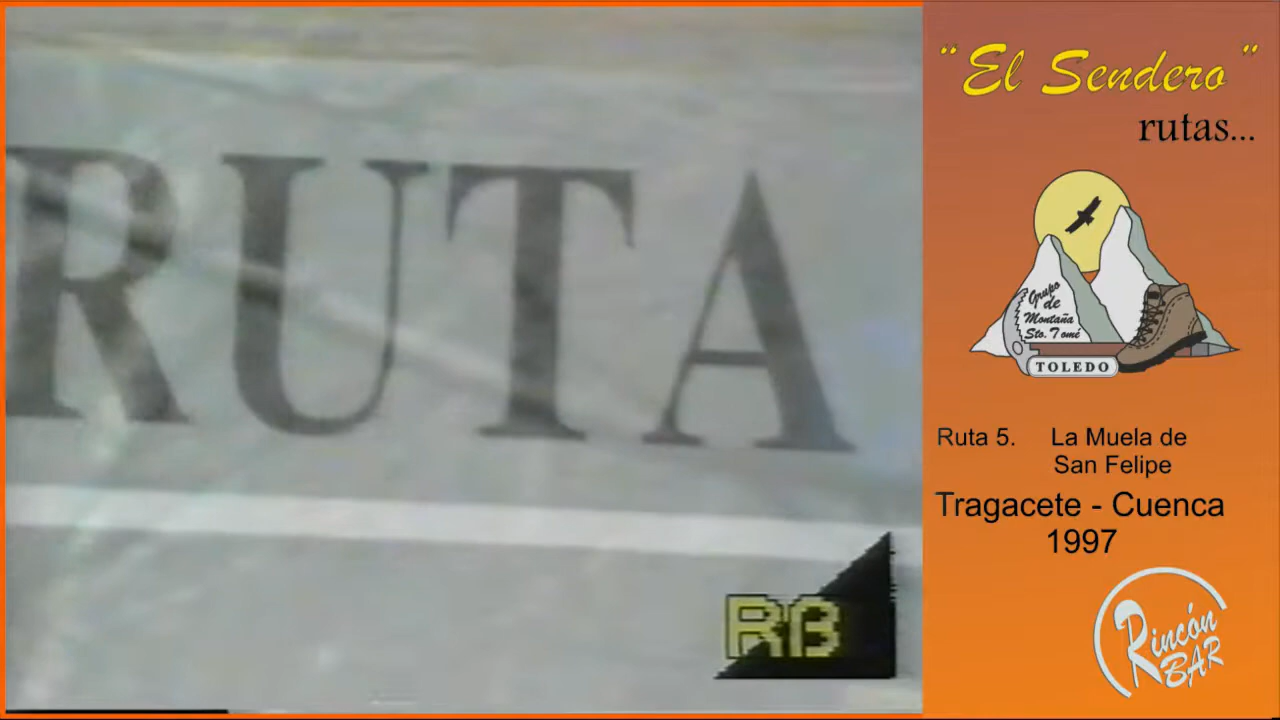 RUTA
RB
"El Sendero"
rutas...
Grupo
de
Montaña
Sto. Tomé
TOLEDO
Ruta 5. La Muela de
San Felipe
Tragacete - Cuenca
1997
Rincón
BAR